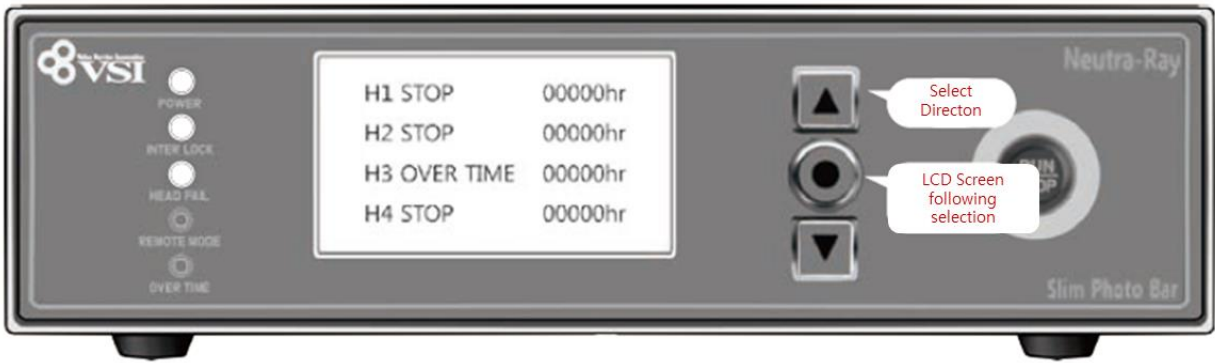 VSI
POWER
INTER LOCK
HEAD FAIL
REMOTE MODE
OVER TIME
H1 STOP 00000hr
H2 STOP 00000hr
H3 OVER TIME 00000hr
H4 STOP 00000hr
Select
Directon
LCD Screen
following
selection
Neutra-Ray
Slim Photo Bar